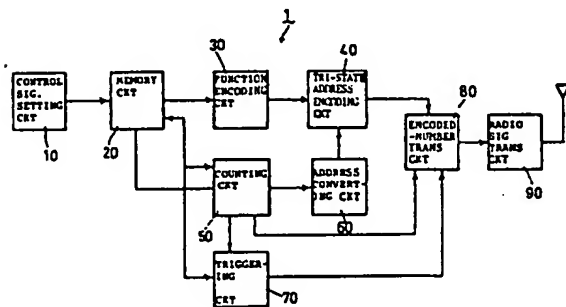 1
30
40
CONTROL
SIG.
SETTING
CKT
10
MEMORY
CKT
20
FUNCTION
ENCODING
CKT
TRI-STATE
ADDRESS
ENCODING
CKT
80
ENCODED
-NUMBER
TRANS
CKT
RADIO
SIG
TRANS
CKT
90
COUNTING
CKT
50
ADDRESS
CONVERT-
ING CKT
60
TRIGGER-
ING
CKT
70